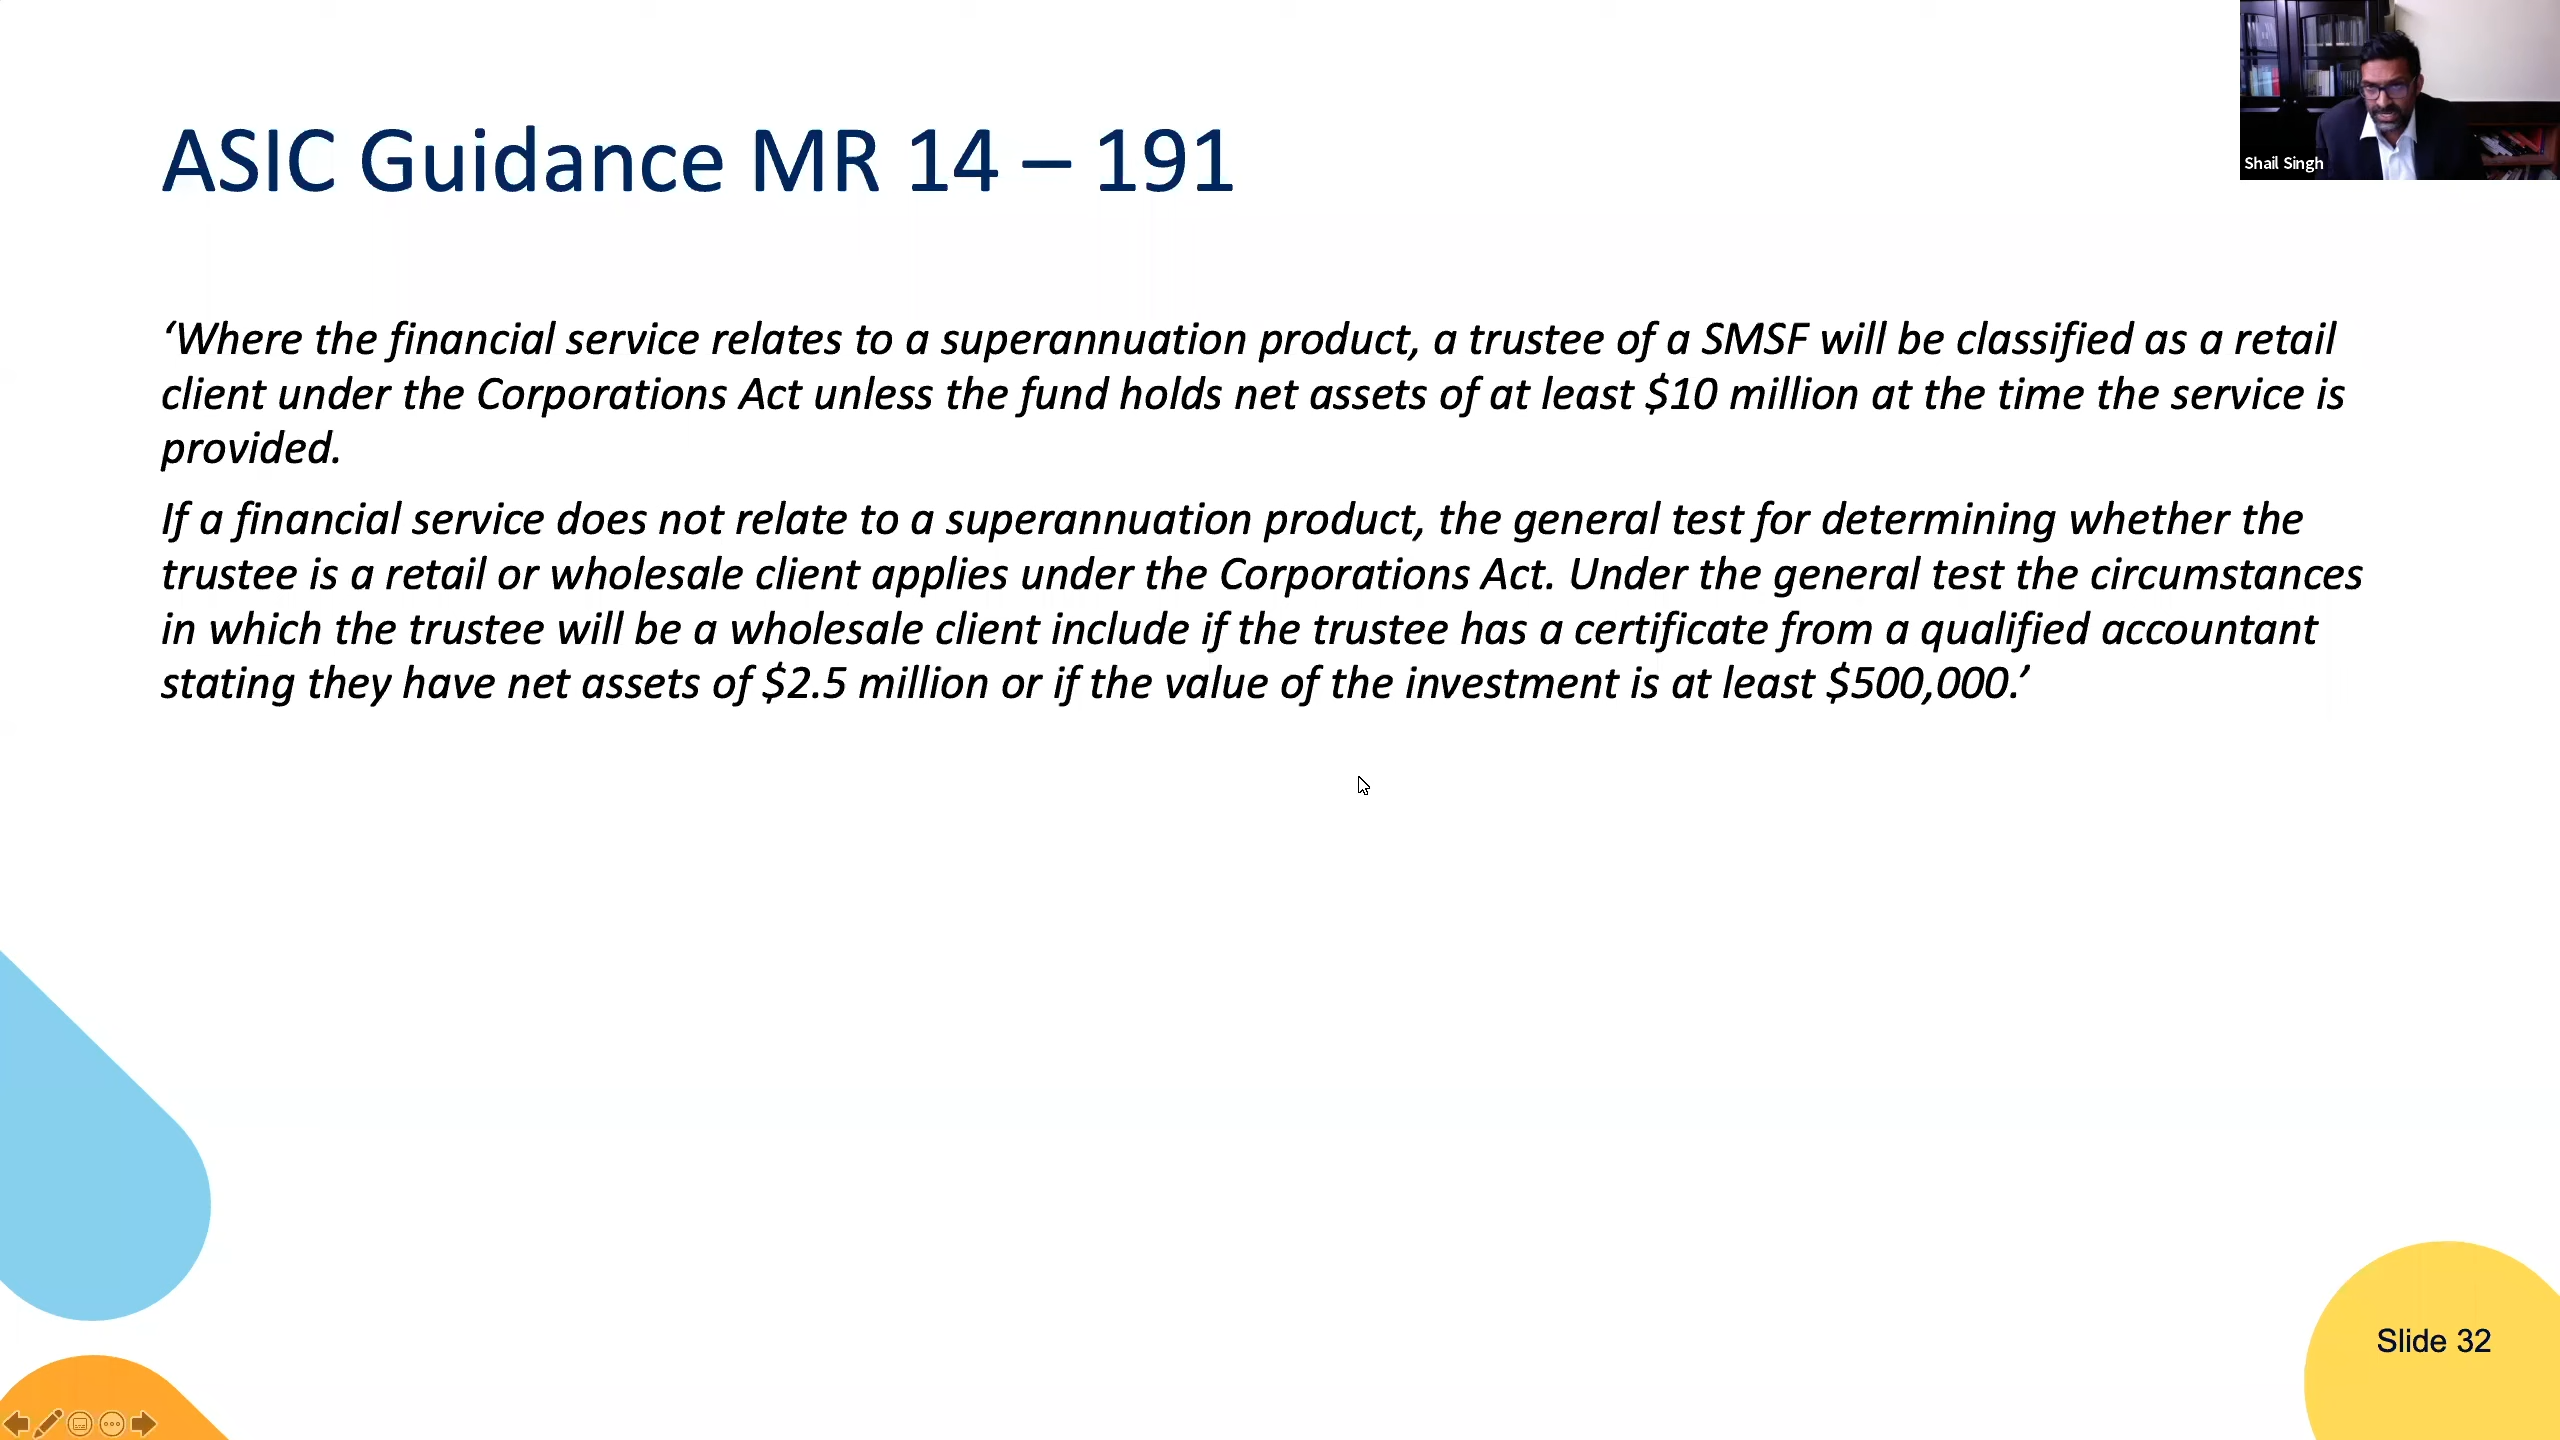 ASIC Guidance MR 14 – 191
Shail Singh
‘Where the financial service relates to a superannuation product, a trustee of a SMSF will be classified as a retail
client under the Corporations Act unless the fund holds net assets of at least $10 million at the time the service is
provided.
If a financial service does not relate to a superannuation product, the general test for determining whether the
trustee is a retail or wholesale client applies under the Corporations Act. Under the general test the circumstances
in which the trustee will be a wholesale client include if the trustee has a certificate from a qualified accountant
stating they have net assets of $2.5 million or if the value of the investment is at least $500,000.’
Slide 32